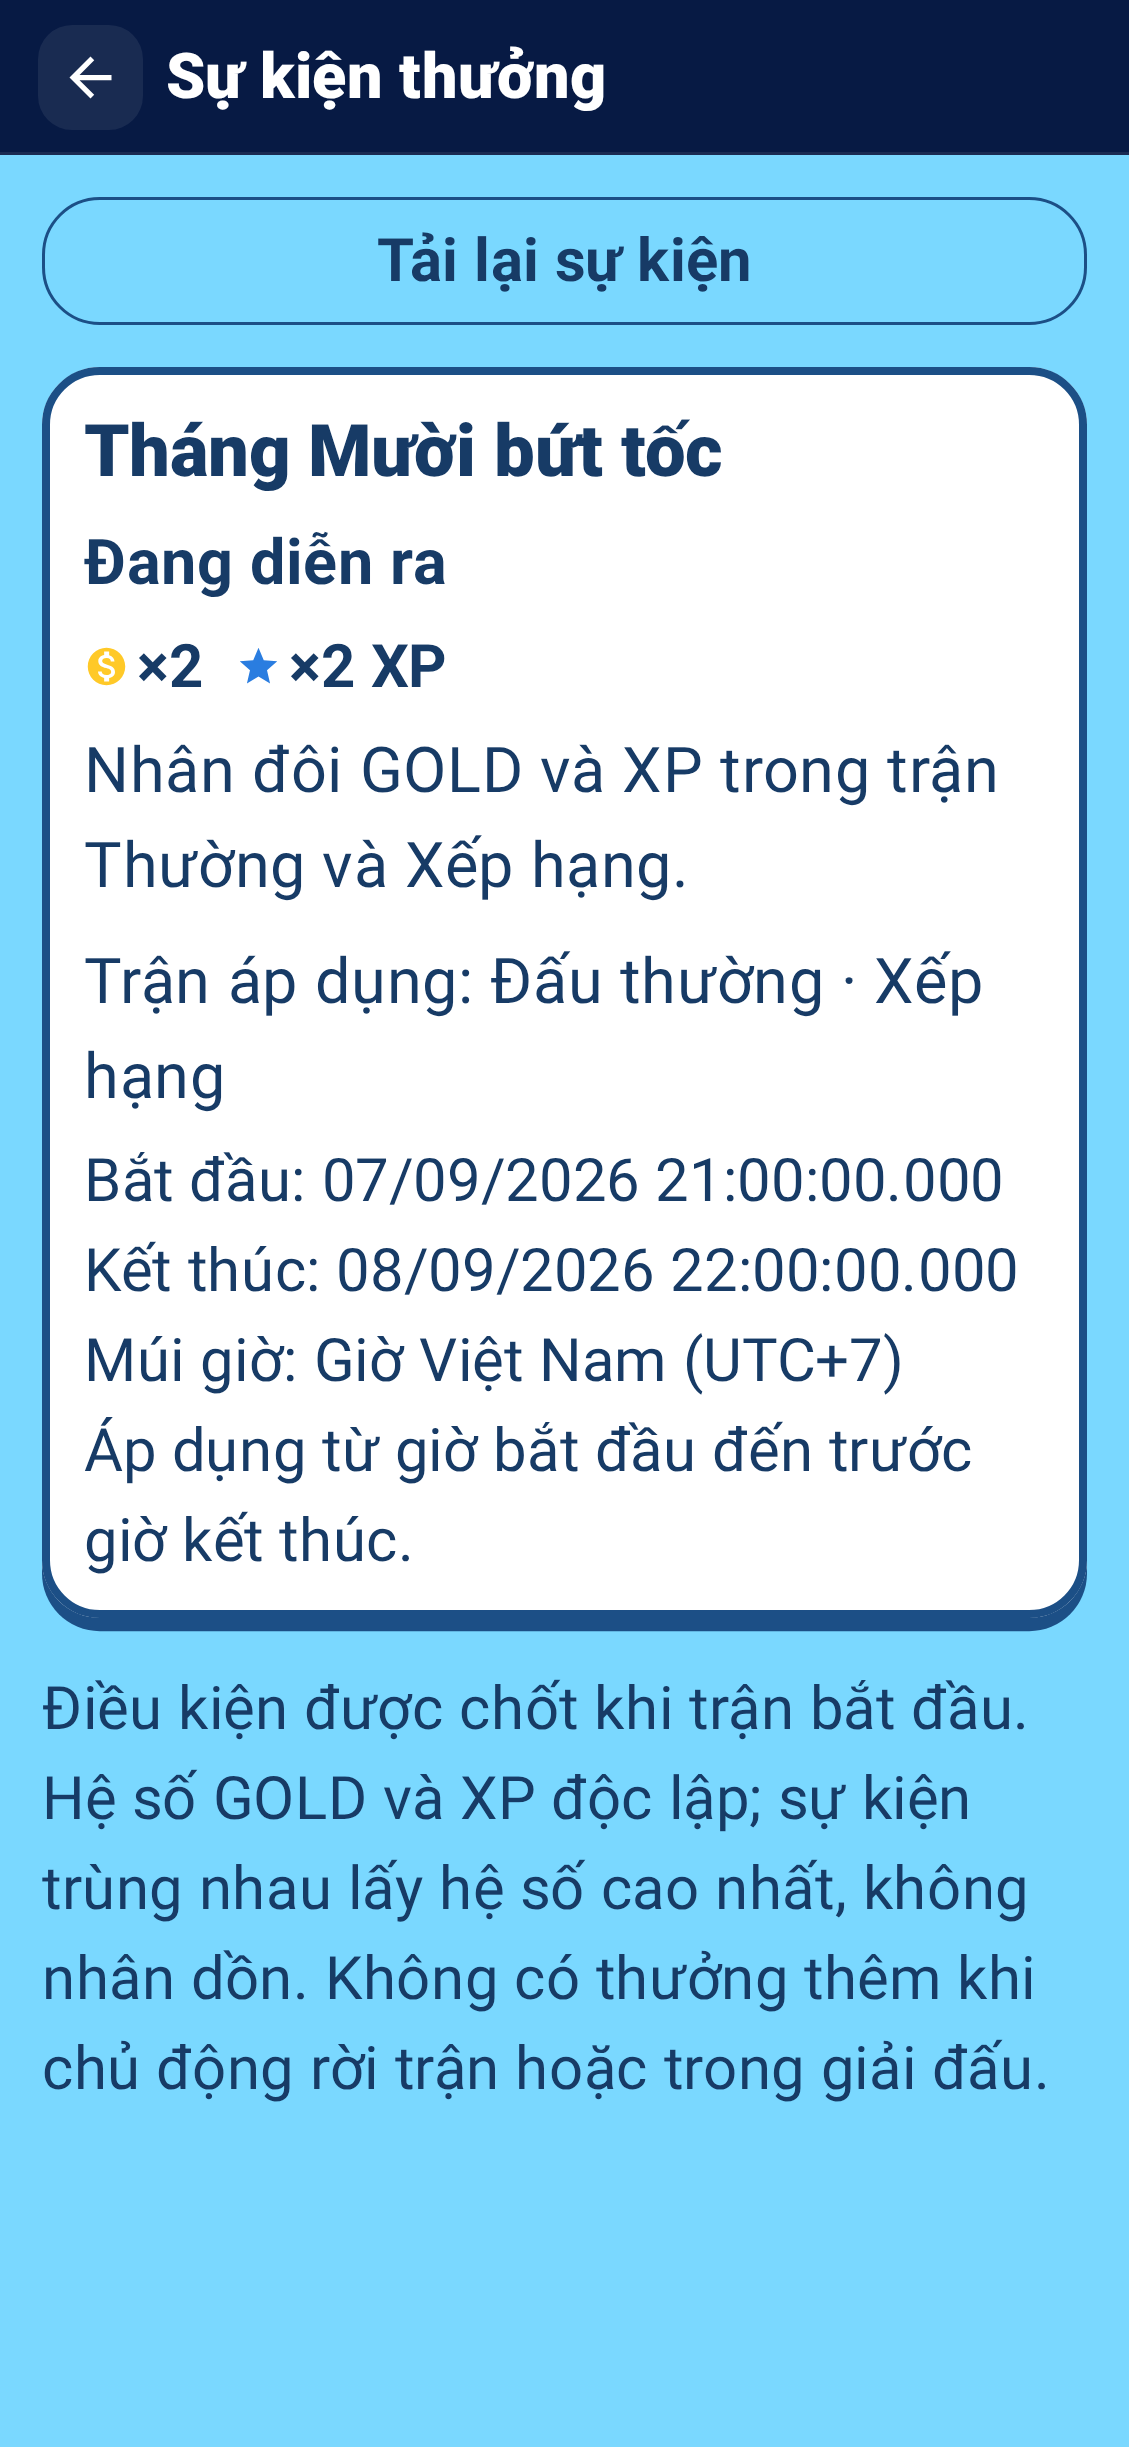 Sự kiện thưởng
Tải lại sự kiện
Tháng Mười bứt tốc
Đang diễn ra
×2 ×2 XP
Nhân đôi GOLD và XP trong trận
Thường và Xếp hạng.
Trận áp dụng: Đấu thường · Xếp
hạng
Bắt đầu: 07/09/2026 21:00:00.000
Kết thúc: 08/09/2026 22:00:00.000
Múi giờ: Giờ Việt Nam (UTC+7)
Áp dụng từ giờ bắt đầu đến trước
giờ kết thúc.
Điều kiện được chốt khi trận bắt đầu.
Hệ số GOLD và XP độc lập; sự kiện
trùng nhau lấy hệ số cao nhất, không
nhân dồn. Không có thưởng thêm khi
chủ động rời trận hoặc trong giải đấu.